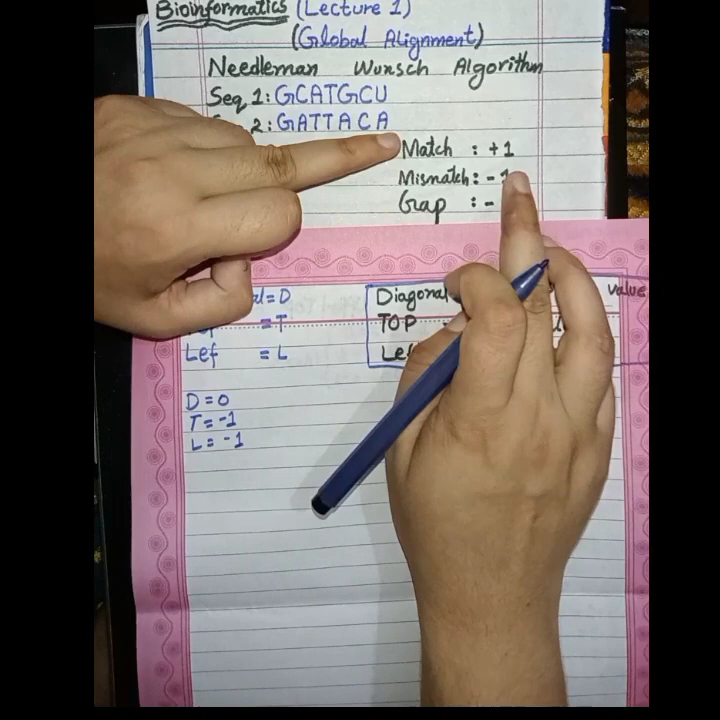 Bioinformatics (Lecture 1)
(Global Alignment)
Needleman Wunsch Algorithm
Seq 1: GCATGCU
2: GATTACA
Match : +1
Mismatch : -1
Gap : -
= D
= T
Lef = L
Diagonal value
TOP
D = 0
T = -1
L = -1